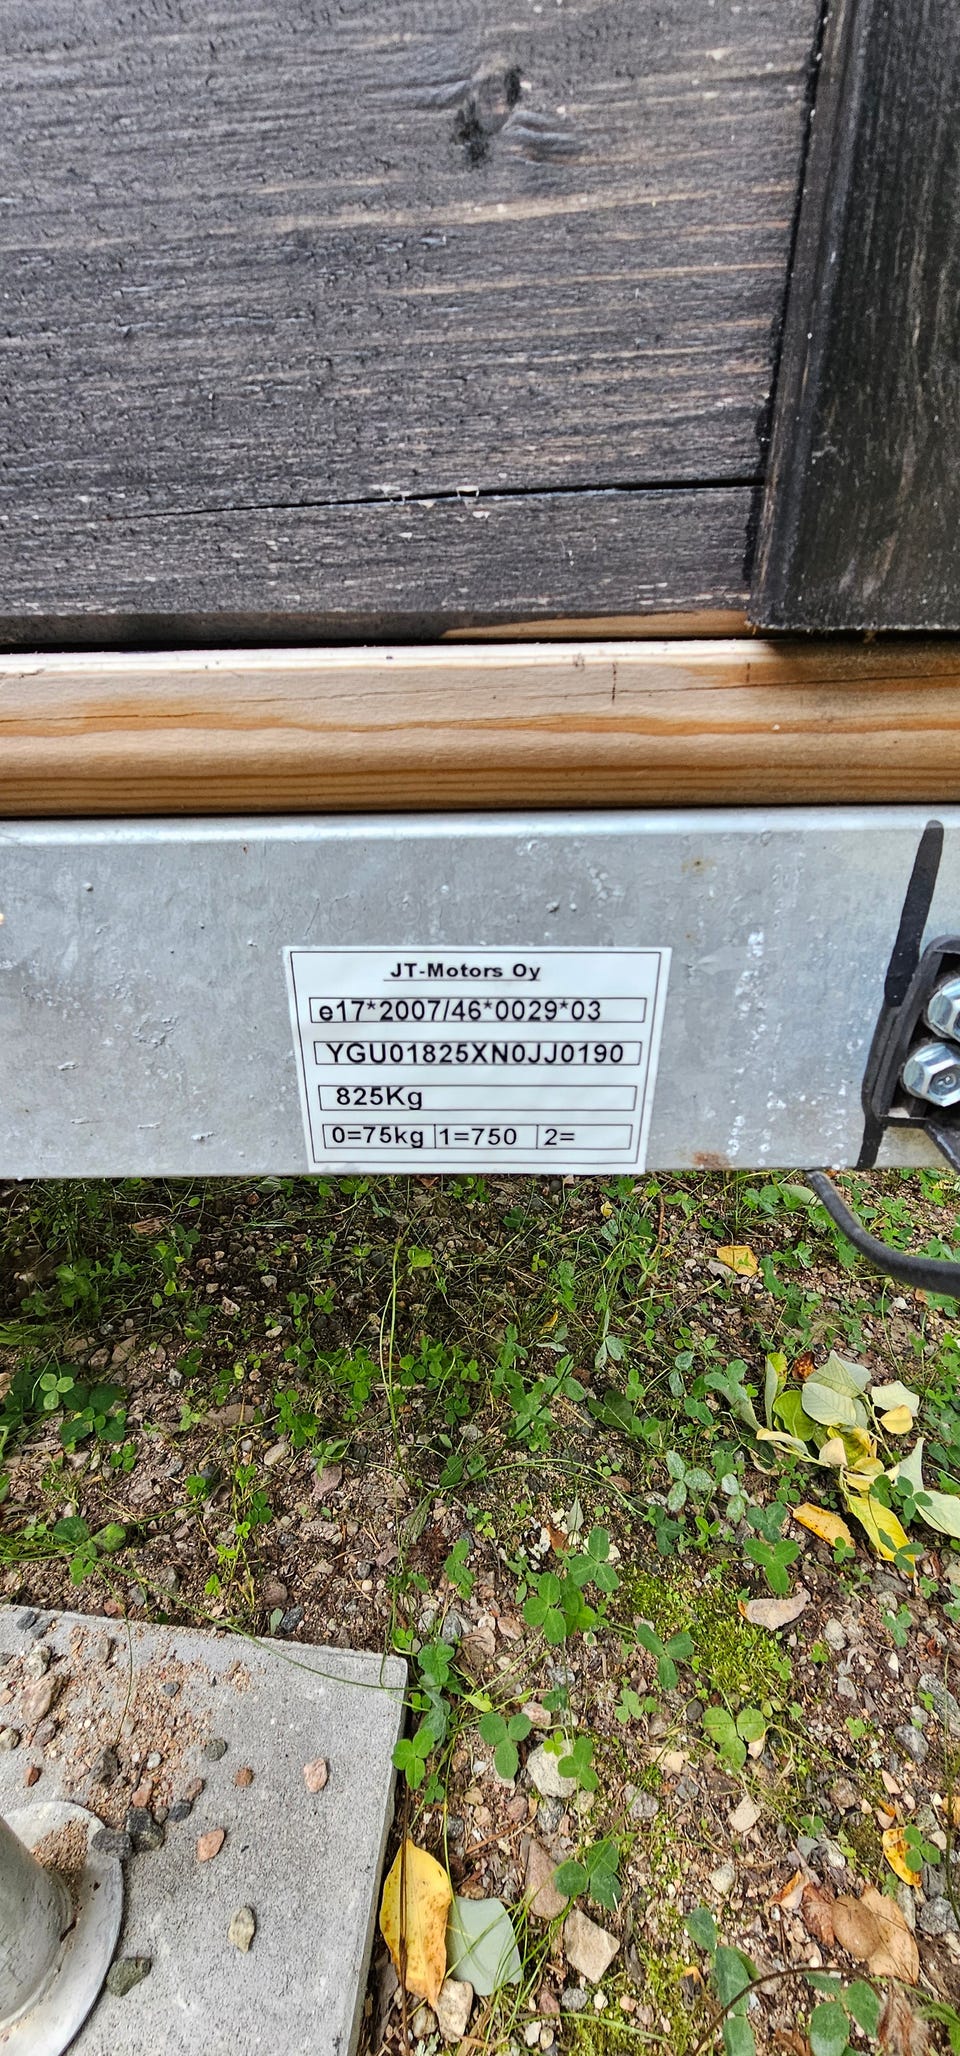 JT-Motors Oy
e17*2007/46*0029*03
YGU01825XN0JJ0190
825Kg
0=75kg 1=750 2=